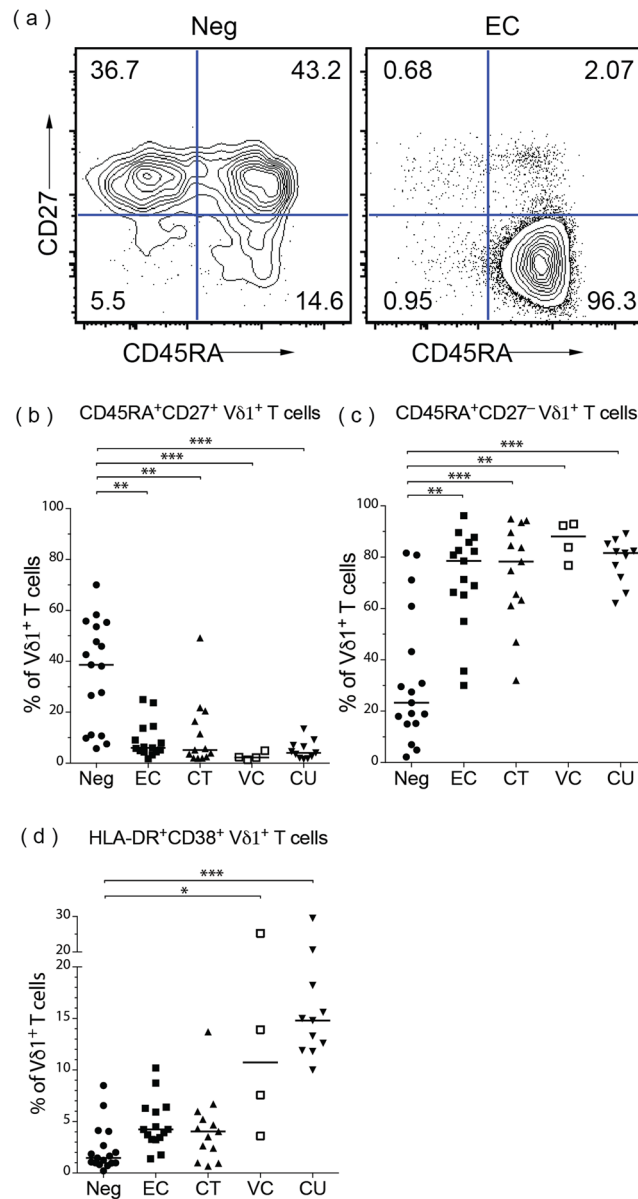 ( a ) Neg EC
36.7 43.2 0.68 2.07
CD27
5.5 14.6 0.95 96.3
CD45RA CD45RA
( b ) CD45RA⁺CD27⁺ Vδ1⁺ T cells
***
***
**
**
% of Vδ1⁺ T cells
100
80
60
40
20
0
Neg EC CT VC CU
( c ) CD45RA⁺CD27⁻ Vδ1⁺ T cells
***
**
***
**
% of Vδ1⁺ T cells
100
80
60
40
20
0
Neg EC CT VC CU
( d ) HLA-DR⁺CD38⁺ Vδ1⁺ T cells
***
*
% of Vδ1⁺ T cells
30
20
20
15
10
5
0
Neg EC CT VC CU